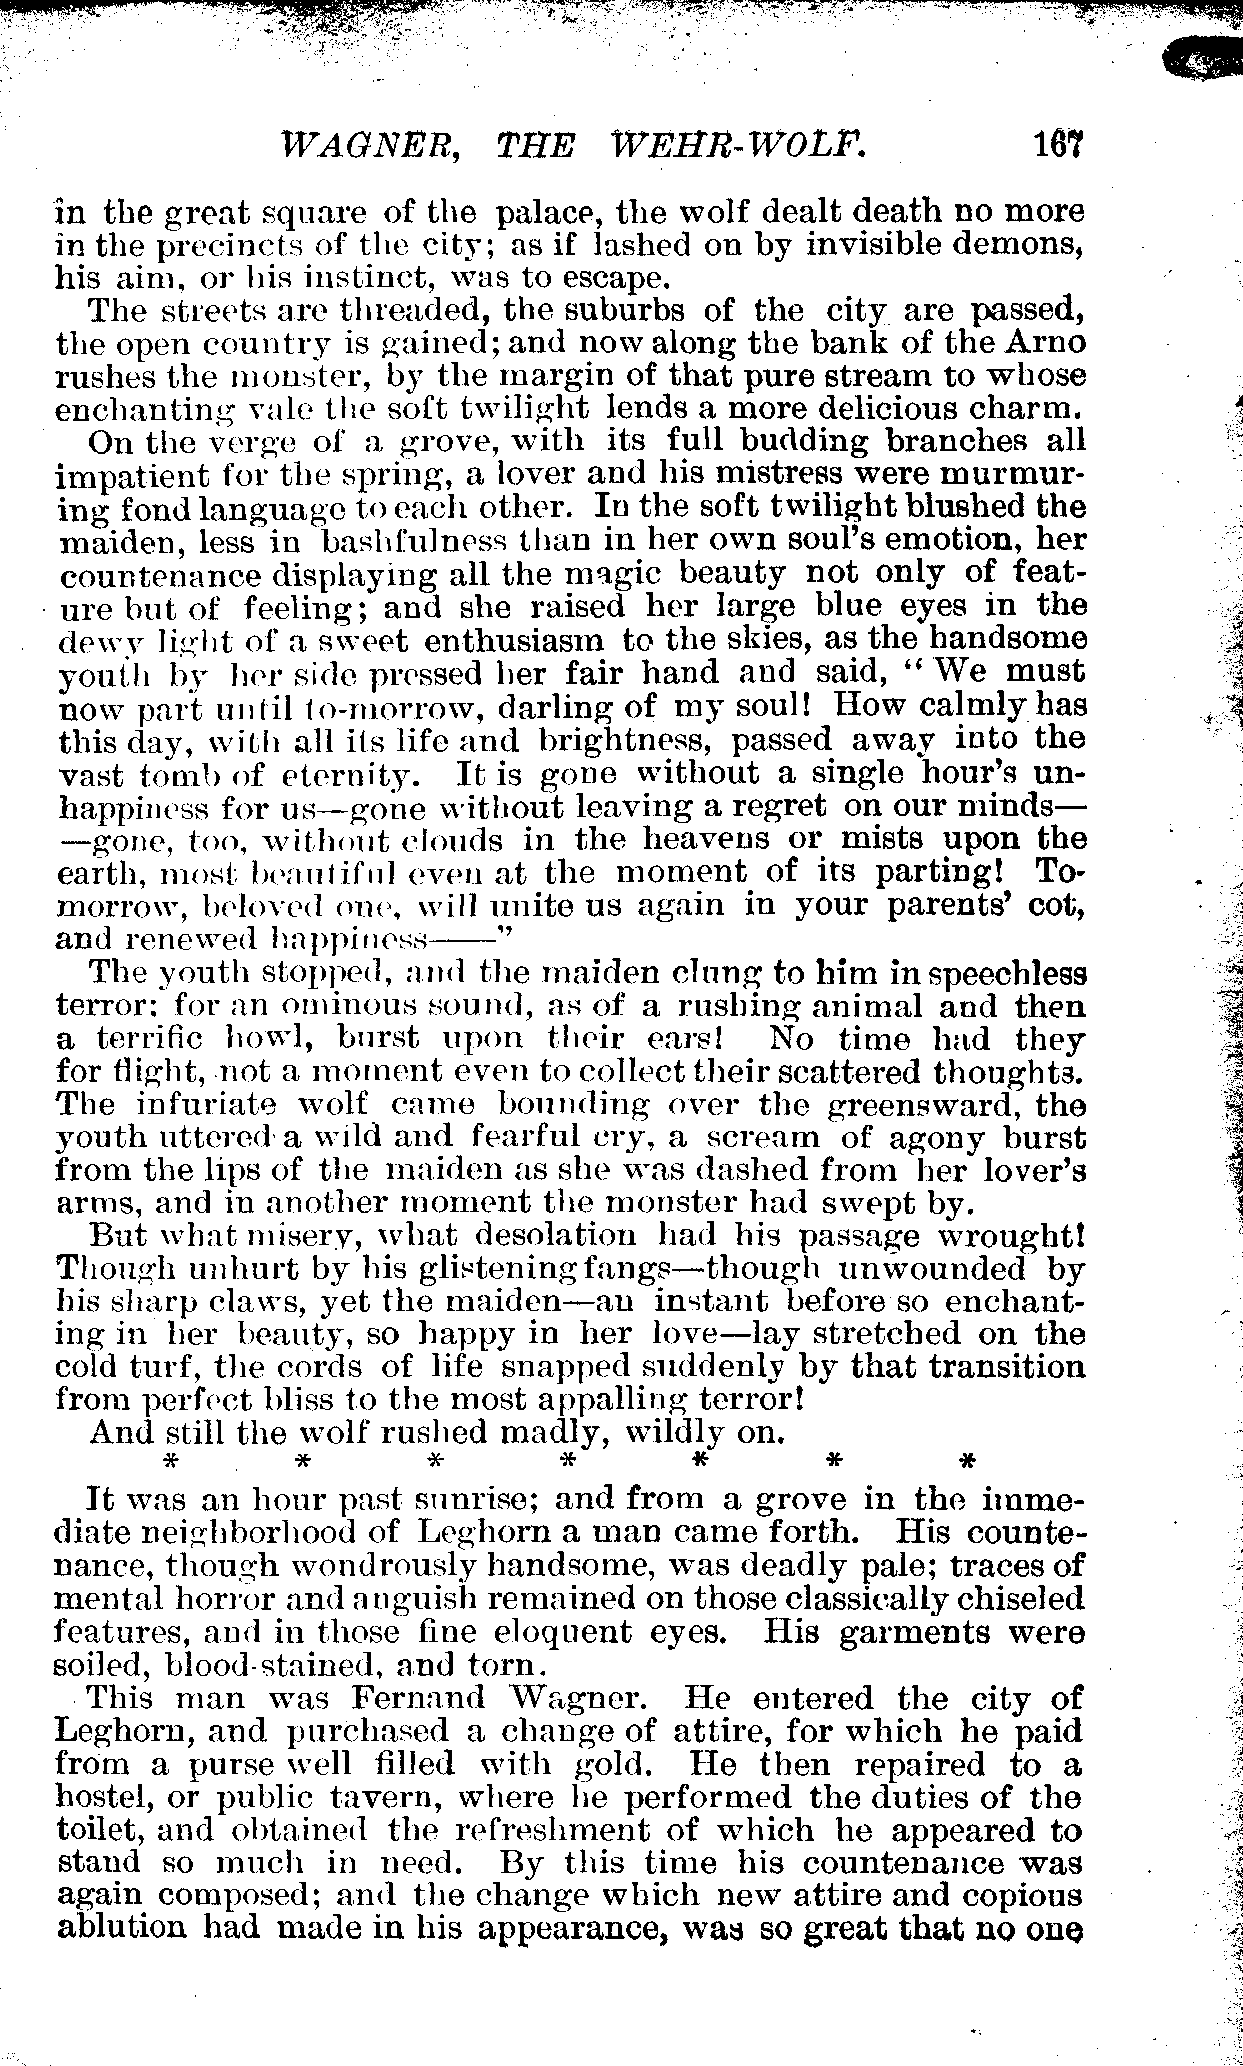 WAGNER, THE WEHR-WOLF. 167
in the great square of the palace, the wolf dealt death no more
in the precincts of the city; as if lashed on by invisible demons,
his aim, or his instinct, was to escape.
The streets are threaded, the suburbs of the city are passed,
the open country is gained; and now along the bank of the Arno
rushes the monster, by the margin of that pure stream to whose
enchanting vale the soft twilight lends a more delicious charm.
On the verge of a grove, with its full budding branches all
impatient for the spring, a lover and his mistress were murmur-
ing fond language to each other. In the soft twilight blushed the
maiden, less in bashfulness than in her own soul's emotion, her
countenance displaying all the magic beauty not only of feat-
ure but of feeling; and she raised her large blue eyes in the
dewy light of a sweet enthusiasm to the skies, as the handsome
youth by her side pressed her fair hand and said, "We must
now part until to-morrow, darling of my soul! How calmly has
this day, with all its life and brightness, passed away into the
vast tomb of eternity. It is gone without a single hour's un-
happiness for us—gone without leaving a regret on our minds—
—gone, too, without clouds in the heavens or mists upon the
earth, most beautiful even at the moment of its parting! To-
morrow, beloved one, will unite us again in your parents' cot,
and renewed happiness——"
The youth stopped, and the maiden clung to him in speechless
terror: for an ominous sound, as of a rushing animal and then
a terrific howl, burst upon their ears! No time had they
for flight, not a moment even to collect their scattered thoughts.
The infuriate wolf came bounding over the greensward, the
youth uttered a wild and fearful cry, a scream of agony burst
from the lips of the maiden as she was dashed from her lover's
arms, and in another moment the monster had swept by.
But what misery, what desolation had his passage wrought!
Though unhurt by his glistening fangs—though unwounded by
his sharp claws, yet the maiden—an instant before so enchant-
ing in her beauty, so happy in her love—lay stretched on the
cold turf, the cords of life snapped suddenly by that transition
from perfect bliss to the most appalling terror!
And still the wolf rushed madly, wildly on.
* * * * * * *
It was an hour past sunrise; and from a grove in the imme-
diate neighborhood of Leghorn a man came forth. His counte-
nance, though wondrously handsome, was deadly pale; traces of
mental horror and anguish remained on those classically chiseled
features, and in those fine eloquent eyes. His garments were
soiled, blood-stained, and torn.
This man was Fernand Wagner. He entered the city of
Leghorn, and purchased a change of attire, for which he paid
from a purse well filled with gold. He then repaired to a
hostel, or public tavern, where he performed the duties of the
toilet, and obtained the refreshment of which he appeared to
stand so much in need. By this time his countenance was
again composed; and the change which new attire and copious
ablution had made in his appearance, was so great that no one